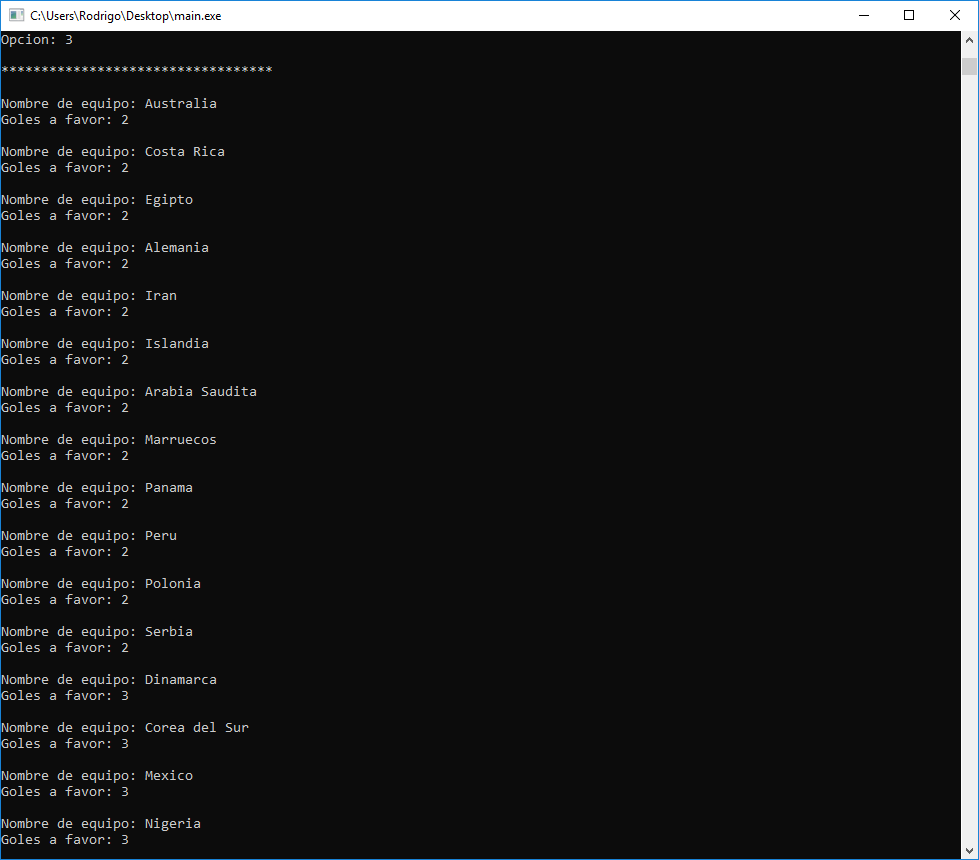 C:\Users\Rodrigo\Desktop\main.exe
Opcion: 3
**********************************
Nombre de equipo: Australia
Goles a favor: 2
Nombre de equipo: Costa Rica
Goles a favor: 2
Nombre de equipo: Egipto
Goles a favor: 2
Nombre de equipo: Alemania
Goles a favor: 2
Nombre de equipo: Iran
Goles a favor: 2
Nombre de equipo: Islandia
Goles a favor: 2
Nombre de equipo: Arabia Saudita
Goles a favor: 2
Nombre de equipo: Marruecos
Goles a favor: 2
Nombre de equipo: Panama
Goles a favor: 2
Nombre de equipo: Peru
Goles a favor: 2
Nombre de equipo: Polonia
Goles a favor: 2
Nombre de equipo: Serbia
Goles a favor: 2
Nombre de equipo: Dinamarca
Goles a favor: 3
Nombre de equipo: Corea del Sur
Goles a favor: 3
Nombre de equipo: Mexico
Goles a favor: 3
Nombre de equipo: Nigeria
Goles a favor: 3